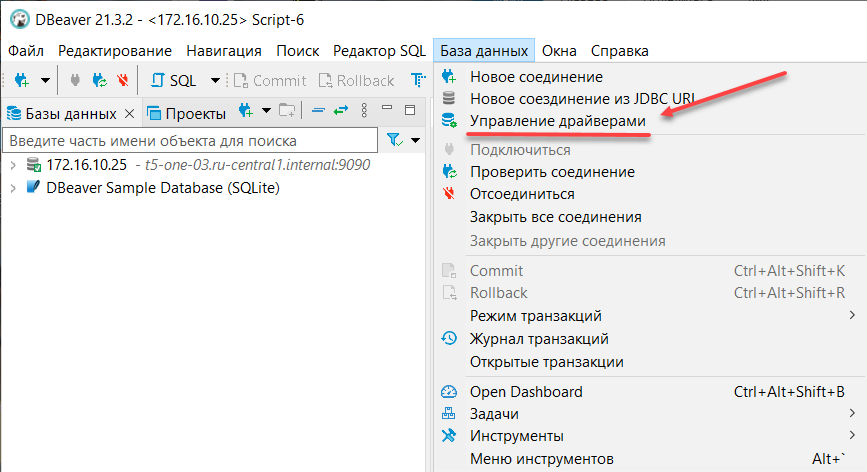 DBeaver 21.3.2 - <172.16.10.25> Script-6
Файл Редактирование Навигация Поиск Редактор SQL База данных Окна Справка
SQL Commit Rollback
Базы данных Проекты
Введите часть имени объекта для поиска
172.16.10.25 - t5-one-03.ru-central1.internal:9090
DBeaver Sample Database (SQLite)
Новое соединение
Новое соездинение из JDBC URL
Управление драйверами
Подключиться
Проверить соединение
Отсоединиться
Закрыть все соединения
Закрыть другие соединения
Commit Ctrl+Alt+Shift+K
Rollback Ctrl+Alt+Shift+R
Режим транзакций
Журнал транзакций
Открытые транзакции
Open Dashboard Ctrl+Alt+Shift+B
Задачи
Инструменты
Меню инструментов Alt+`